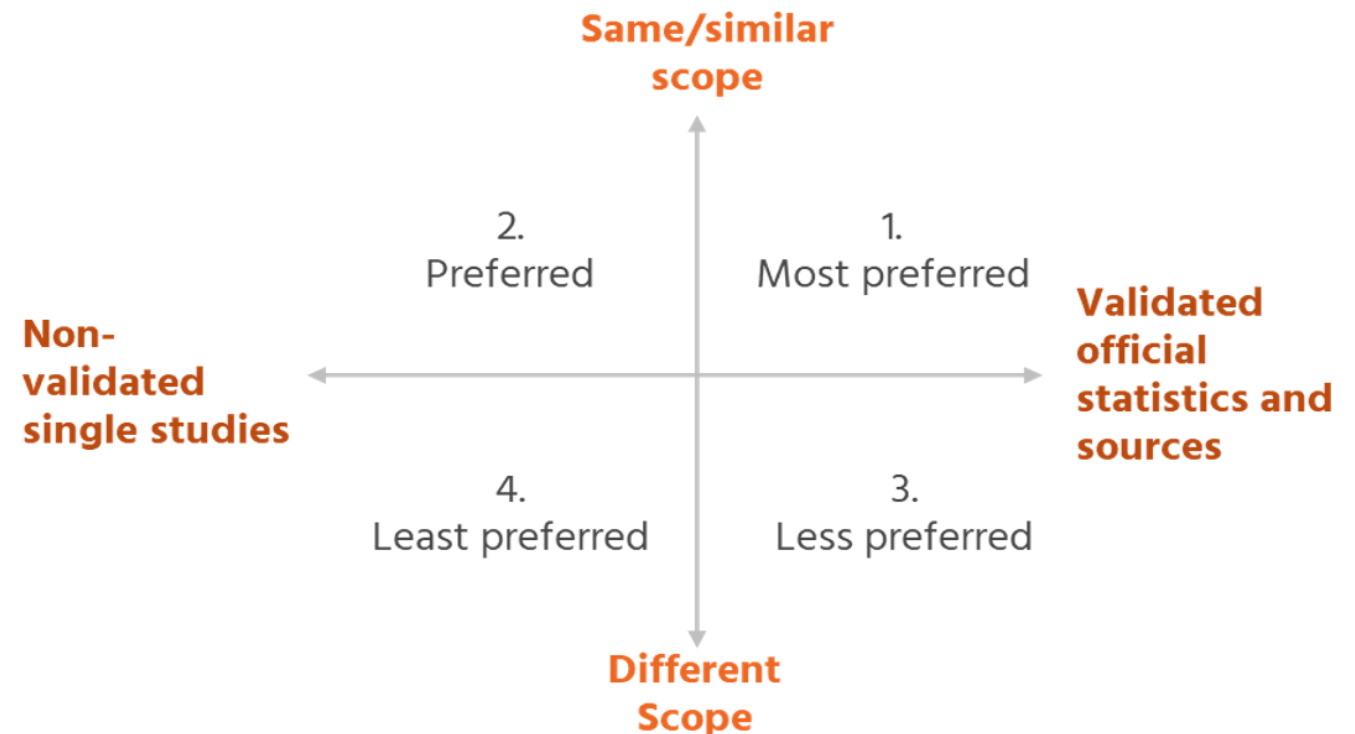 Same/similar
scope
2.
Preferred
1.
Most preferred
Non-
validated
single studies
Validated
official
statistics and
sources
4.
Least preferred
3.
Less preferred
Different
Scope